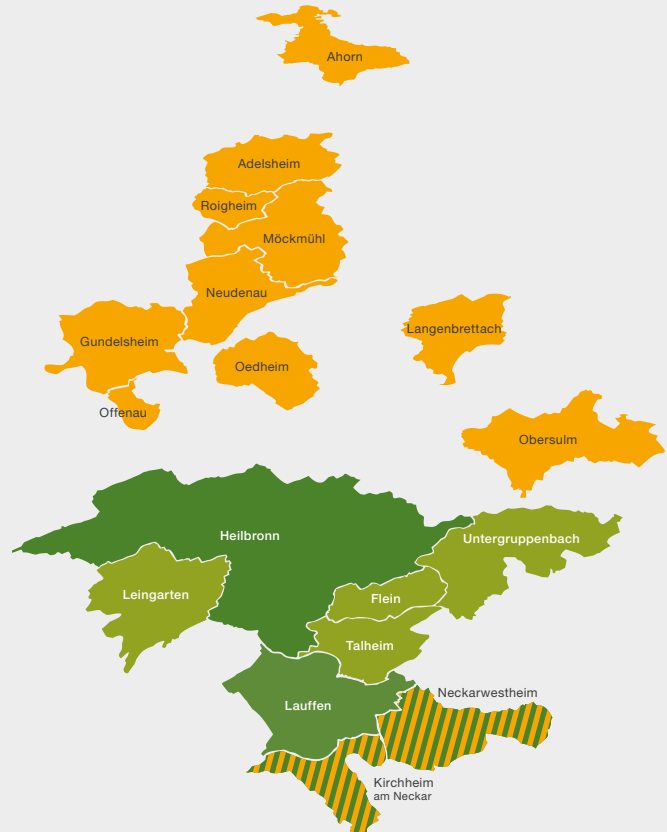 Ahorn
Adelsheim
Roigheim
Möckmühl
Neudenau
Langenbrettach
Gundelsheim
Oedheim
Offenau
Obersulm
Heilbronn
Untergruppenbach
Leingarten
Flein
Talheim
Neckarwestheim
Lauffen
Kirchheim
am Neckar